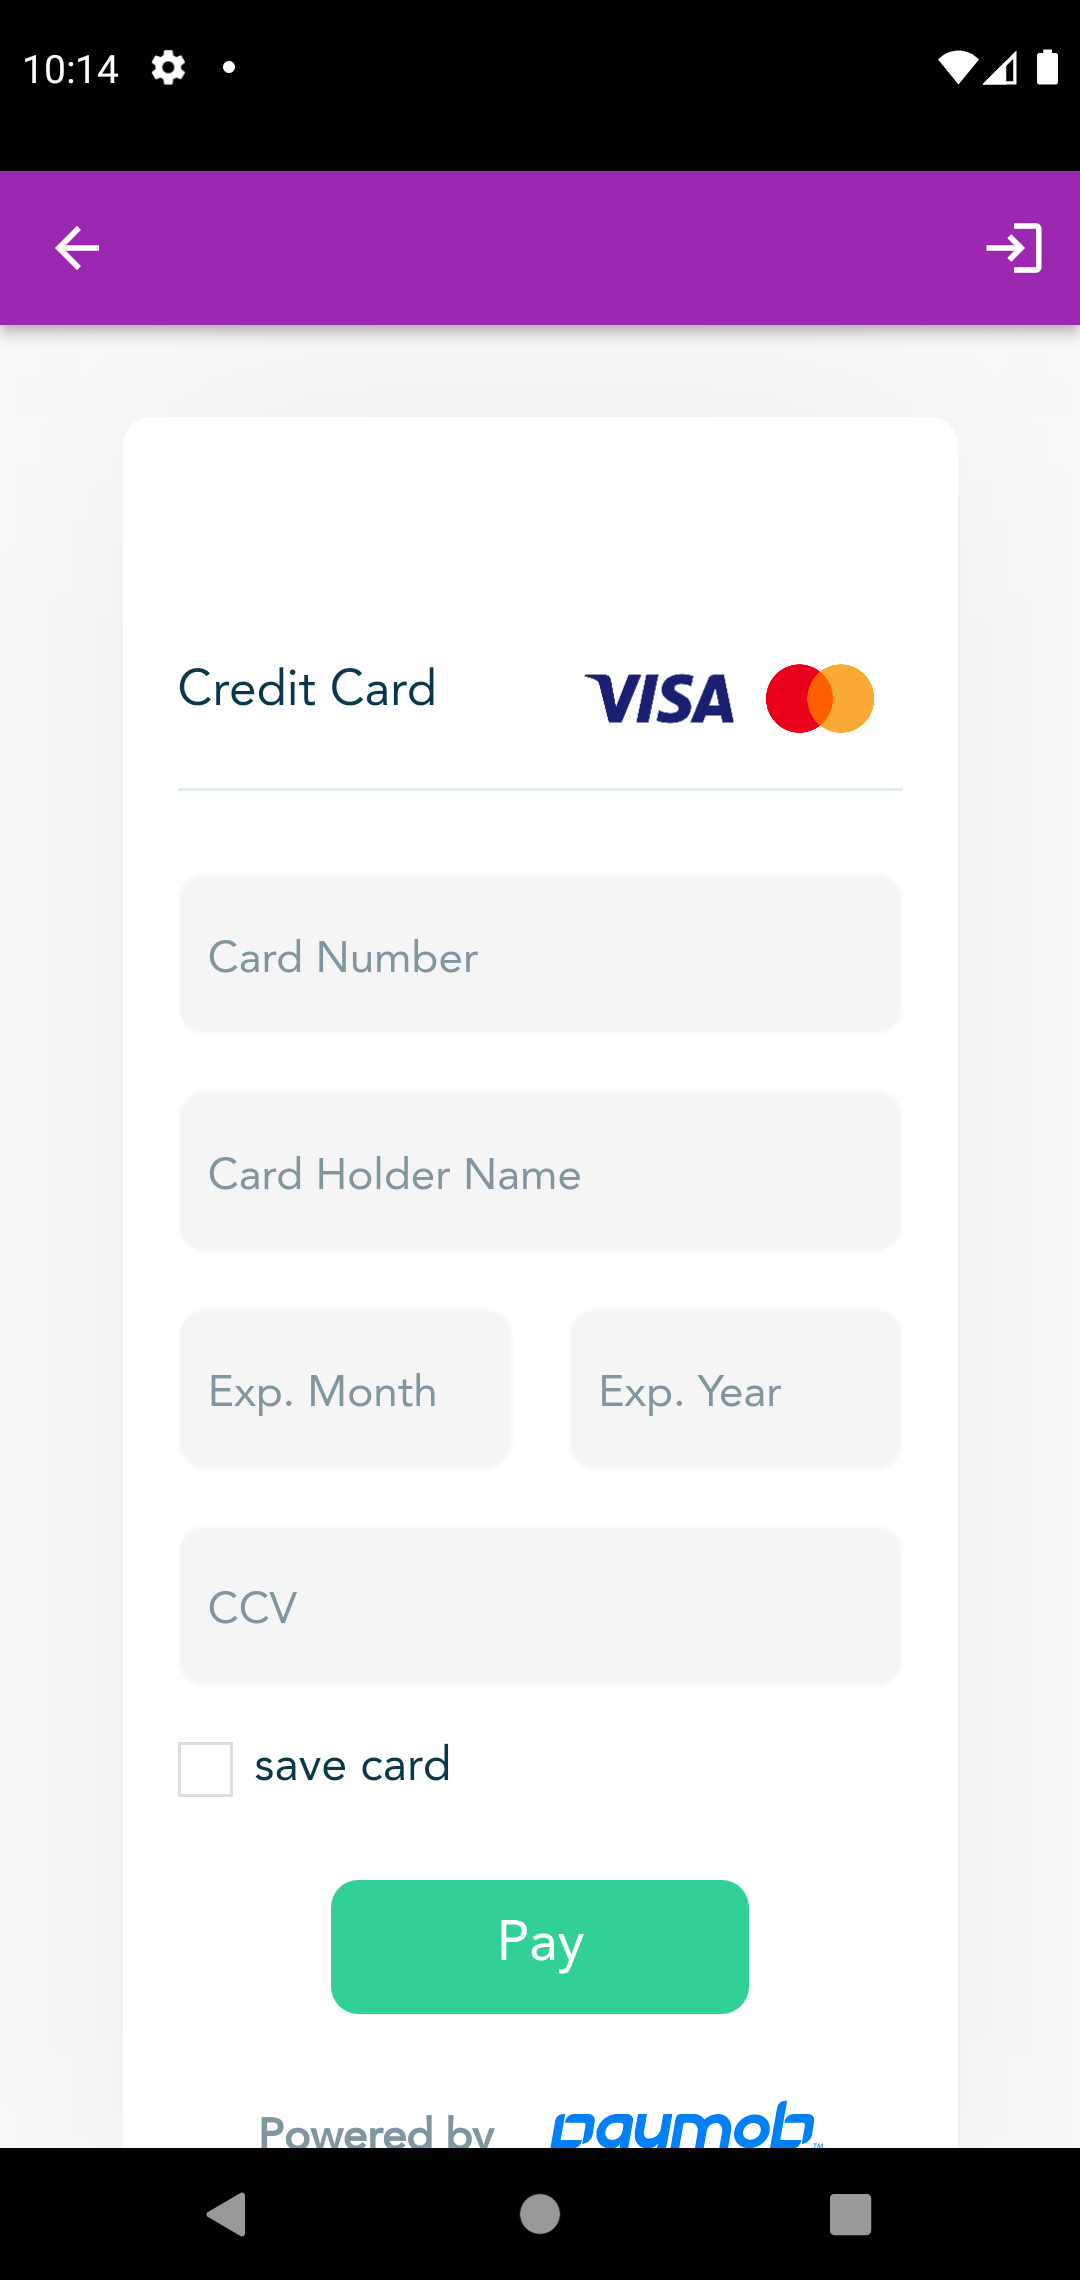 10:14
Credit Card VISA
Card Number
Card Holder Name
Exp. Month Exp. Year
CCV
save card
Pay
Powered by paymob™